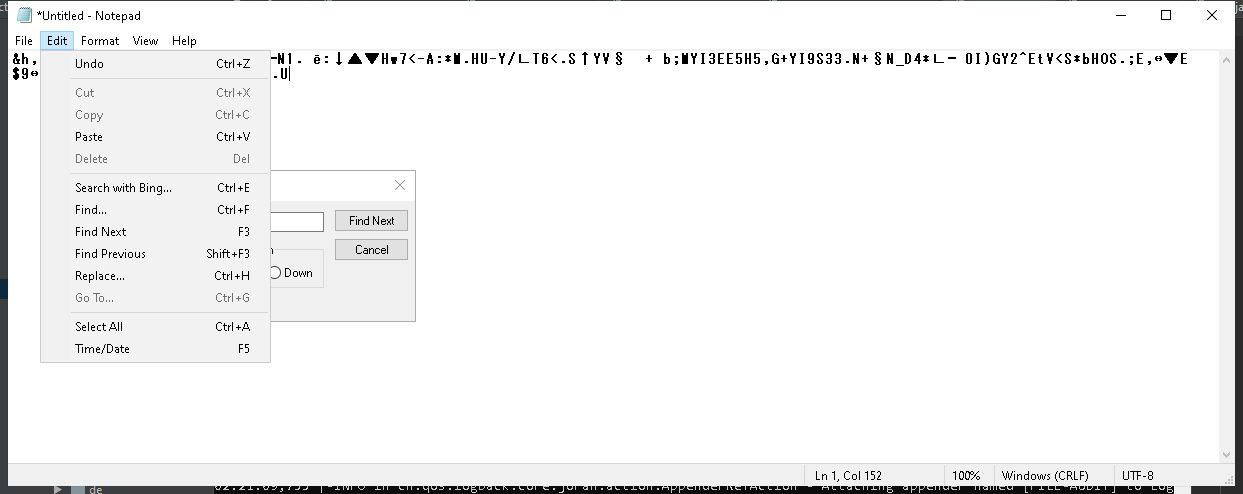 *Untitled - Notepad
File Edit Format View Help
&h,
-N1. ē:↓▲▼Hw7<-A:*M.HU-Y/∟T6<.S↑YV§ + b;MYI3EE5H5,G+YI9S33.N+§N_D4*∟- OI)GY2^EtV<S*bHOS.;E,↔▼E
$9↔
.U
Undo Ctrl+Z
Cut Ctrl+X
Copy Ctrl+C
Paste Ctrl+V
Delete Del
Search with Bing... Ctrl+E
Find... Ctrl+F
Find Next F3
Find Previous Shift+F3
Replace... Ctrl+H
Go To... Ctrl+G
Select All Ctrl+A
Time/Date F5
Find Next
Cancel
Down
Ln 1, Col 152 100% Windows (CRLF) UTF-8
de